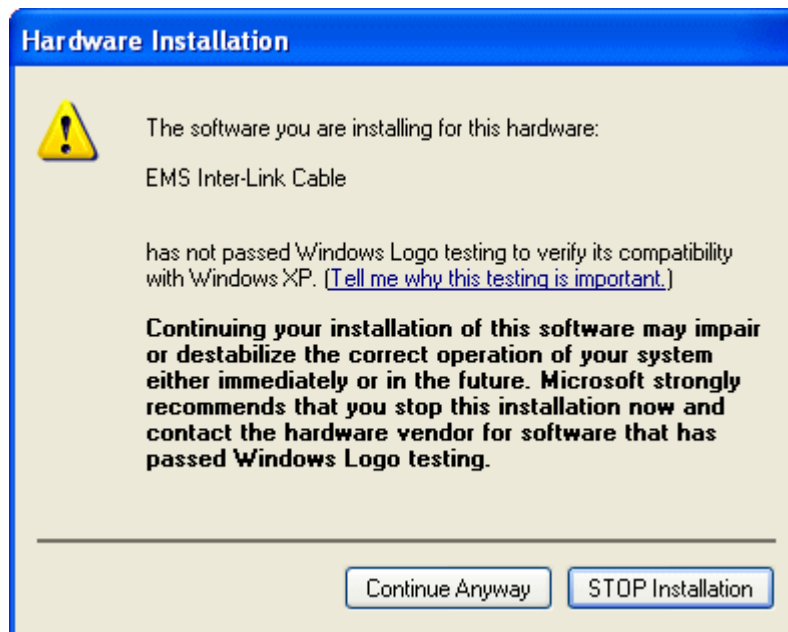 Hardware Installation
The software you are installing for this hardware:
EMS Inter-Link Cable
has not passed Windows Logo testing to verify its compatibility
with Windows XP. (Tell me why this testing is important.)
Continuing your installation of this software may impair
or destabilize the correct operation of your system
either immediately or in the future. Microsoft strongly
recommends that you stop this installation now and
contact the hardware vendor for software that has
passed Windows Logo testing.
Continue Anyway STOP Installation